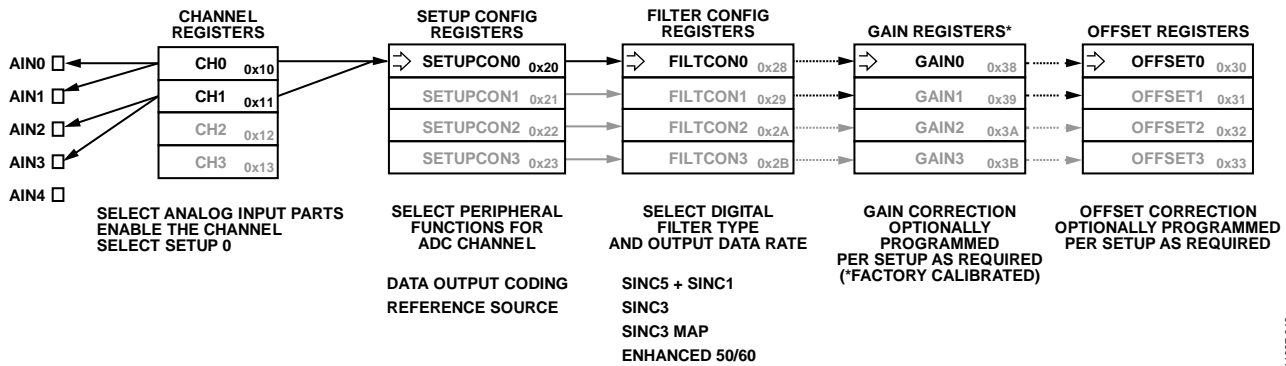 CHANNEL
REGISTERS
SETUP CONFIG
REGISTERS
FILTER CONFIG
REGISTERS
GAIN REGISTERS*
OFFSET REGISTERS
AIN0
AIN1
AIN2
AIN3
AIN4
CH0 0x10
CH1 0x11
CH2 0x12
CH3 0x13
SETUPCON0 0x20
SETUPCON1 0x21
SETUPCON2 0x22
SETUPCON3 0x23
FILTCON0 0x28
FILTCON1 0x29
FILTCON2 0x2A
FILTCON3 0x2B
GAIN0 0x38
GAIN1 0x39
GAIN2 0x3A
GAIN3 0x3B
OFFSET0 0x30
OFFSET1 0x31
OFFSET2 0x32
OFFSET3 0x33
SELECT ANALOG INPUT PARTS
ENABLE THE CHANNEL
SELECT SETUP 0
SELECT PERIPHERAL
FUNCTIONS FOR
ADC CHANNEL
DATA OUTPUT CODING
REFERENCE SOURCE
SELECT DIGITAL
FILTER TYPE
AND OUTPUT DATA RATE
SINC5 + SINC1
SINC3
SINC3 MAP
ENHANCED 50/60
GAIN CORRECTION
OPTIONALLY
PROGRAMMED
PER SETUP AS REQUIRED
(*FACTORY CALIBRATED)
OFFSET CORRECTION
OPTIONALLY PROGRAMMED
PER SETUP AS REQUIRED